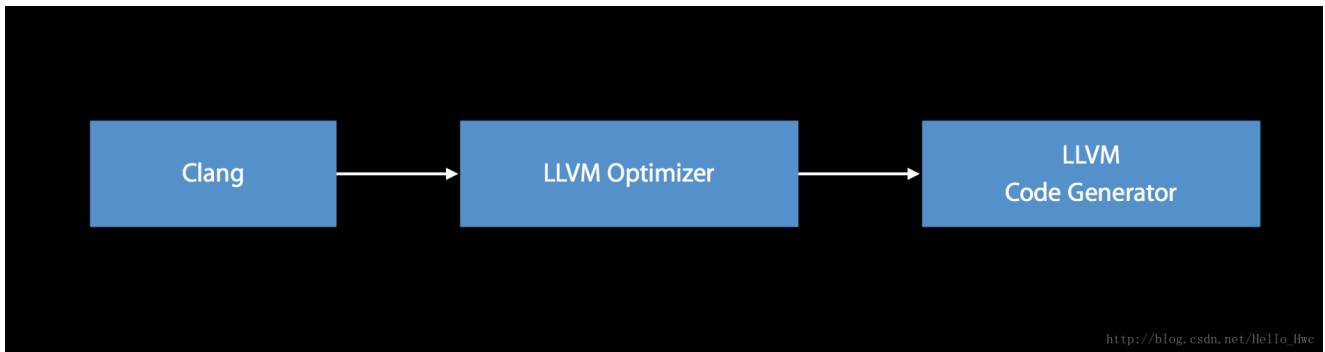 Clang
LLVM Optimizer
LLVM
Code Generator
http://blog.csdn.net/Hello_Hwc